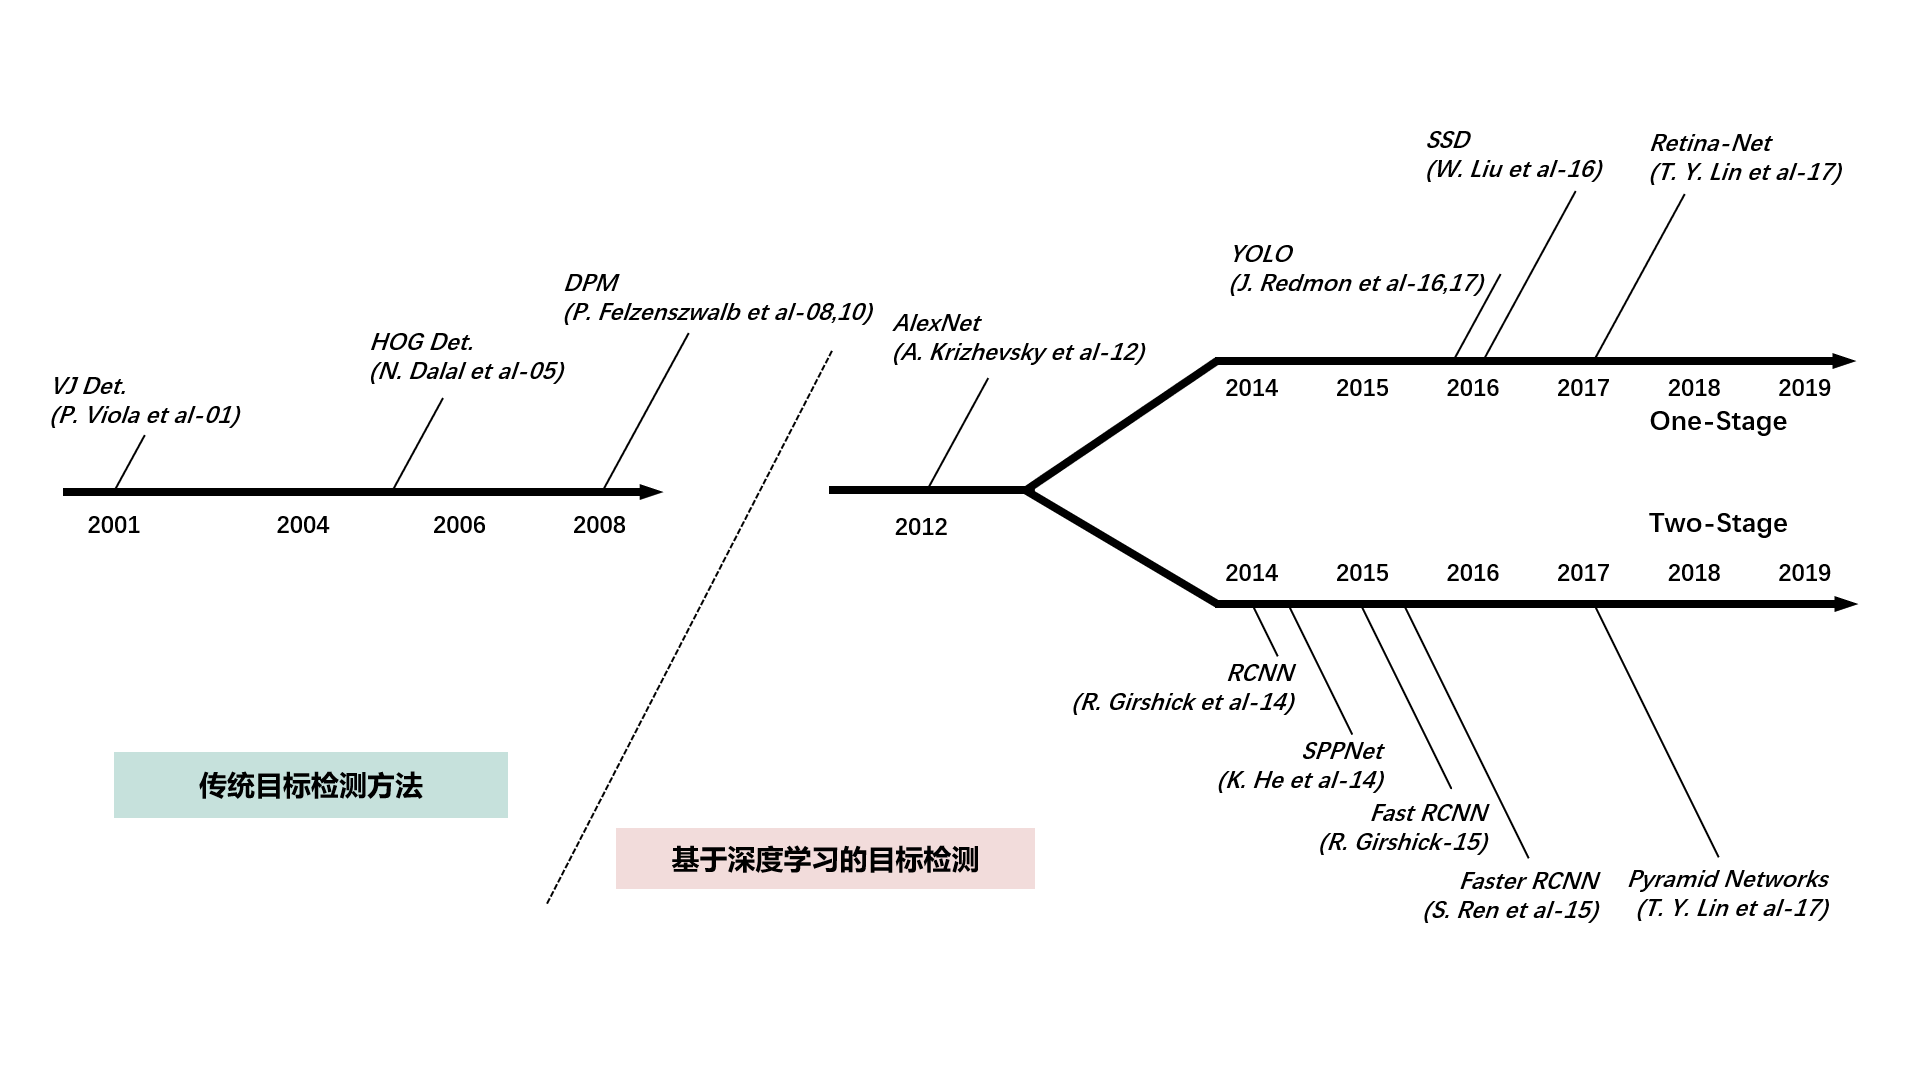 VJ Det.
(P. Viola et al-01)
HOG Det.
(N. Dalal et al-05)
DPM
(P. Felzenszwalb et al-08,10)
2001 2004 2006 2008
AlexNet
(A. Krizhevsky et al-12)
2012
YOLO
(J. Redmon et al-16,17)
SSD
(W. Liu et al-16)
Retina-Net
(T. Y. Lin et al-17)
2014 2015 2016 2017 2018 2019
One-Stage
Two-Stage
2014 2015 2016 2017 2018 2019
RCNN
(R. Girshick et al-14)
SPPNet
(K. He et al-14)
Fast RCNN
(R. Girshick-15)
Faster RCNN
(S. Ren et al-15)
Pyramid Networks
(T. Y. Lin et al-17)
传统目标检测方法
基于深度学习的目标检测